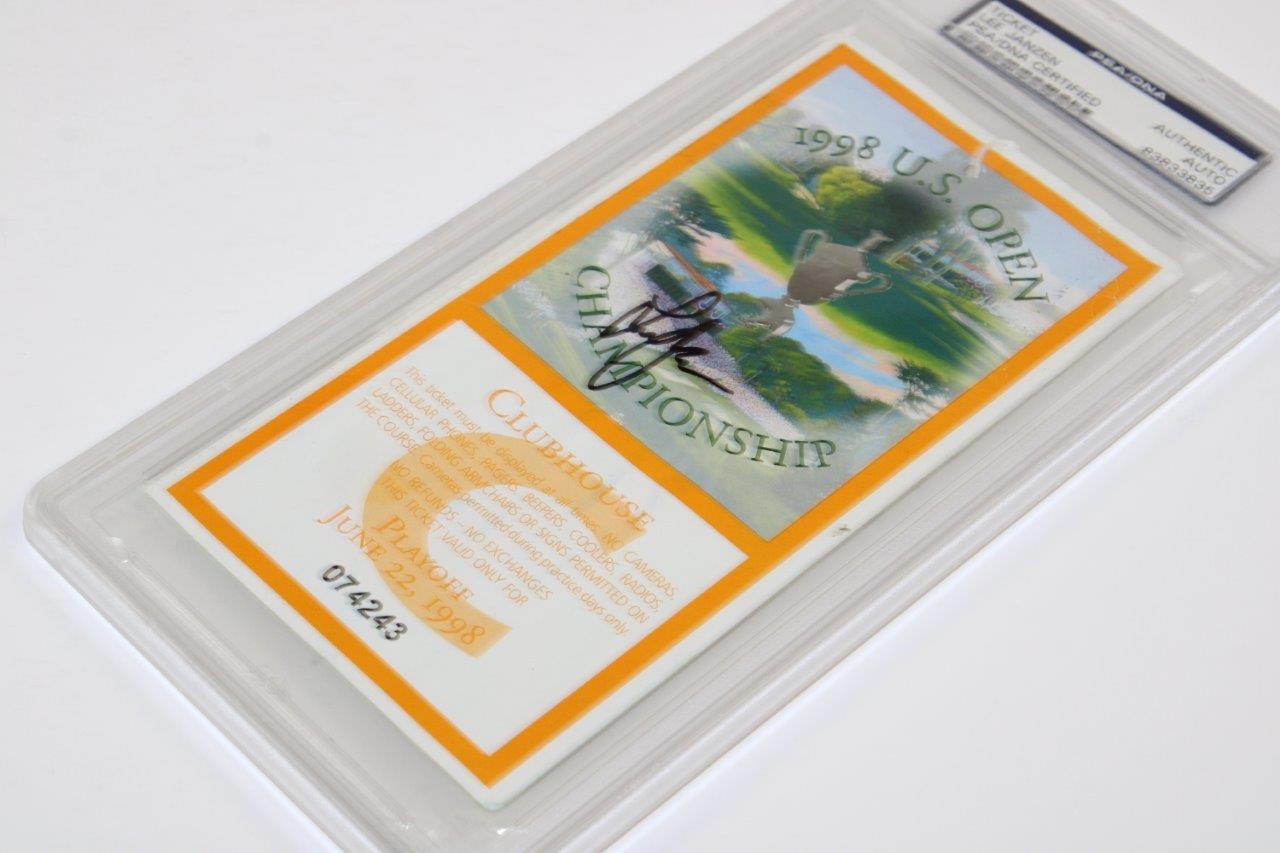 TICKET
LEE JANZEN
PSA/DNA CERTIFIED
PSA/DNA
AUTHENTIC
AUTO
83833835
1998 U.S. OPEN
CHAMPIONSHIP
CLUBHOUSE
This ticket must be displayed at all times. NO CAMERAS,
CELLULAR PHONES, PAGERS, BEEPERS, COOLERS, RADIOS,
LADDERS, FOLDING ARMCHAIRS OR SIGNS PERMITTED ON
THE COURSE. Cameras permitted during practice days only.
NO REFUNDS – NO EXCHANGES
THIS TICKET VALID ONLY FOR
C
PLAYOFF
JUNE 22, 1998
074243